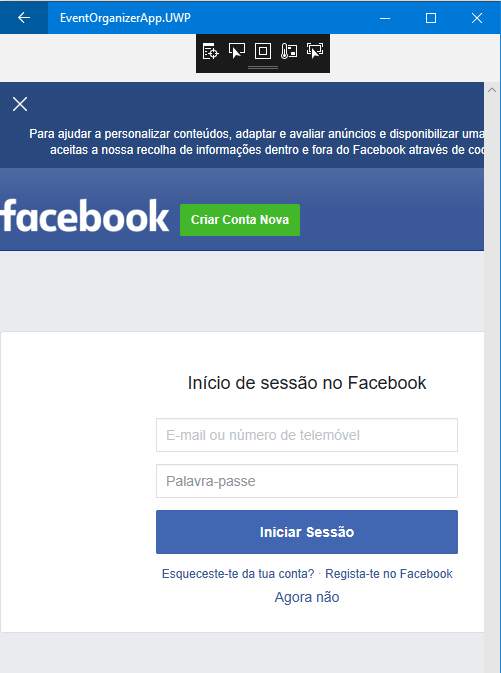 EventOrganizerApp.UWP
Para ajudar a personalizar conteúdos, adaptar e avaliar anúncios e disponibilizar uma
aceitas a nossa recolha de informações dentro e fora do Facebook através de coo
facebook
Criar Conta Nova
Início de sessão no Facebook
E-mail ou número de telemóvel
Palavra-passe
Iniciar Sessão
Esqueceste-te da tua conta? · Regista-te no Facebook
Agora não